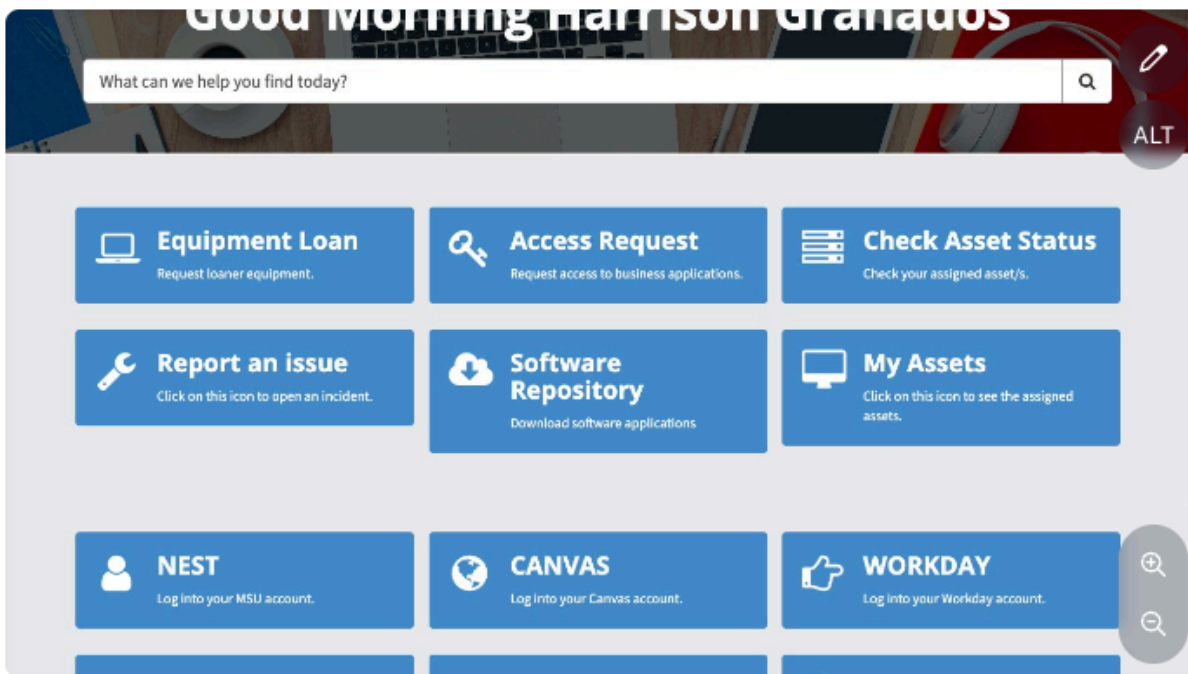 Good Morning Harrison Granados
What can we help you find today?
ALT
Equipment Loan
Request loaner equipment.
Access Request
Request access to business applications.
Check Asset Status
Check your assigned asset/s.
Report an issue
Click on this icon to open an incident.
Software
Repository
Download software applications
My Assets
Click on this icon to see the assigned
assets.
NEST
Log into your MSU account.
CANVAS
Log into your Canvas account.
WORKDAY
Log into your Workday account.